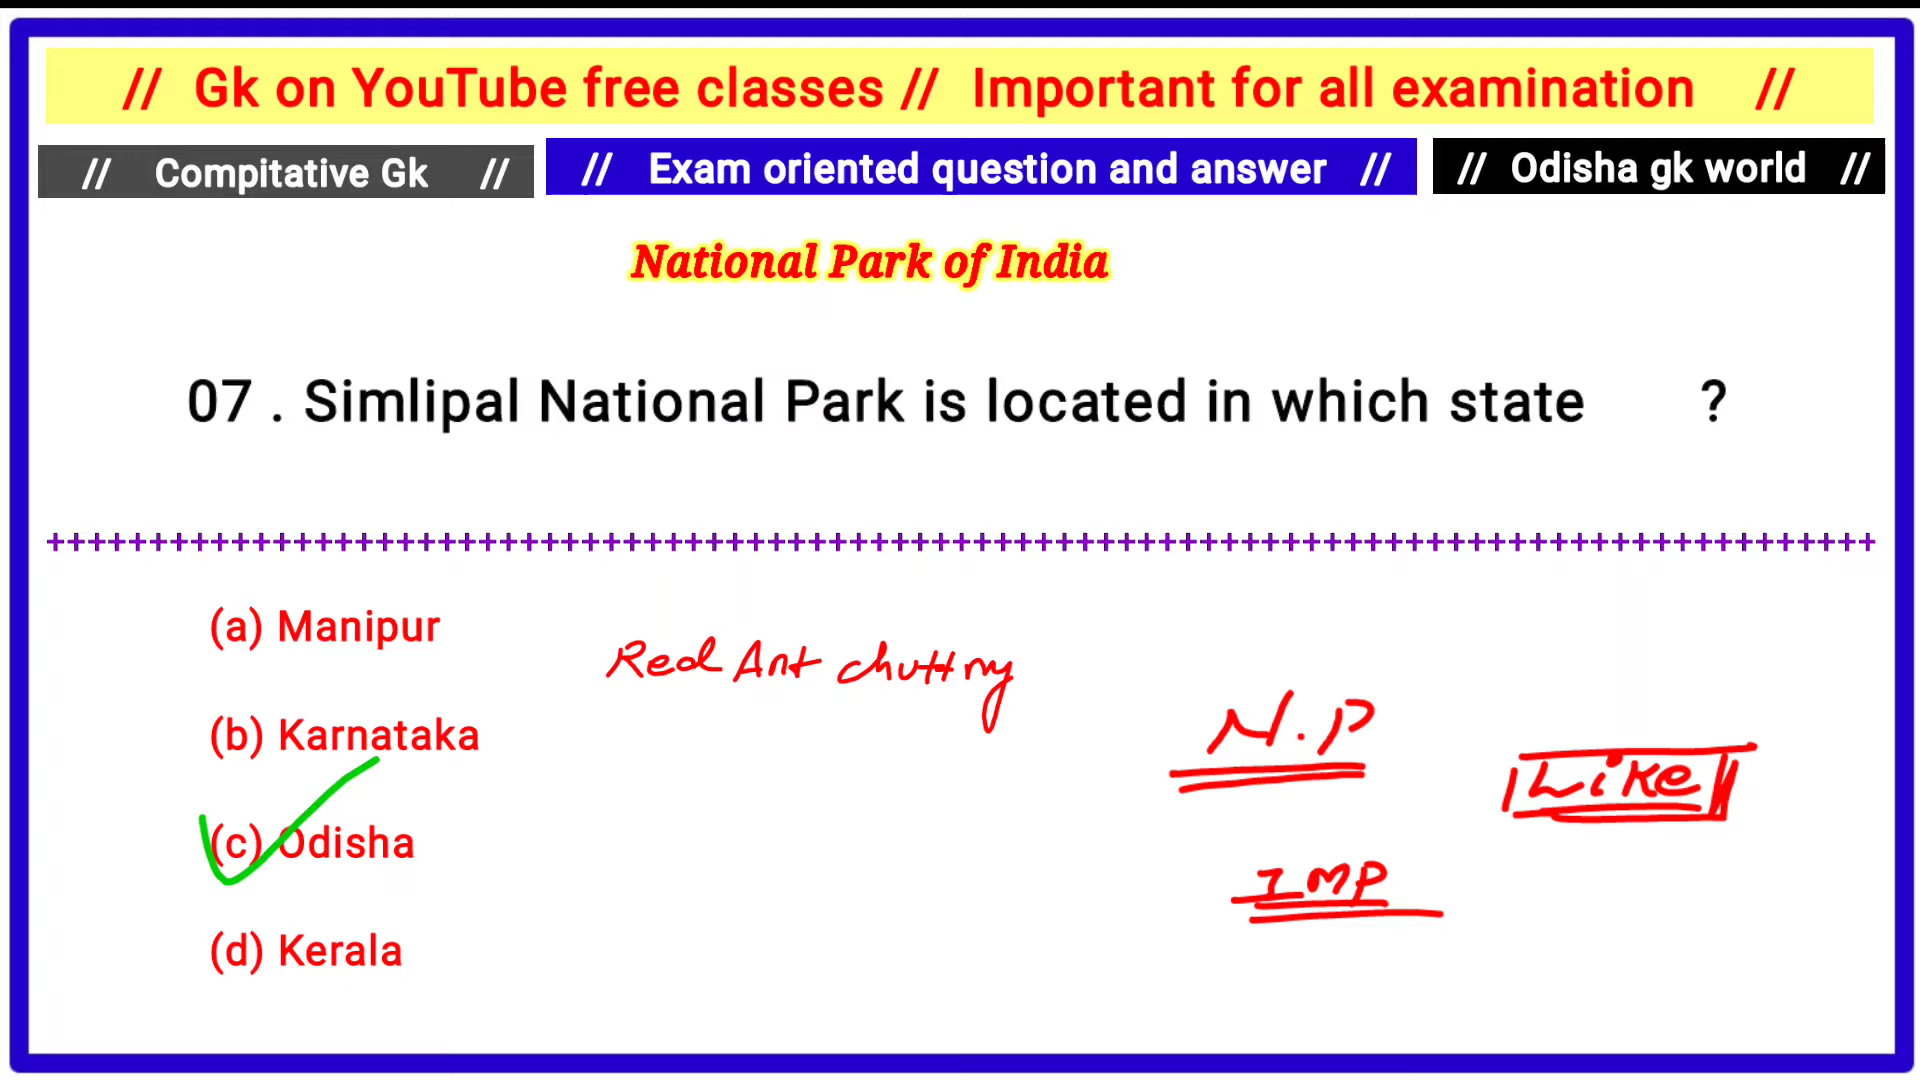 // Gk on YouTube free classes // Important for all examination //
// Compitative Gk //
// Exam oriented question and answer //
// Odisha gk world //
National Park of India
07 . Simlipal National Park is located in which state ?
++++++++++++++++++++++++++++++++++++++++++++++++++++++++++++++++++++++++++++++++++++++++
(a) Manipur
Red Ant chuttny
(b) Karnataka
N.P
Like
(c) Odisha
IMP
(d) Kerala